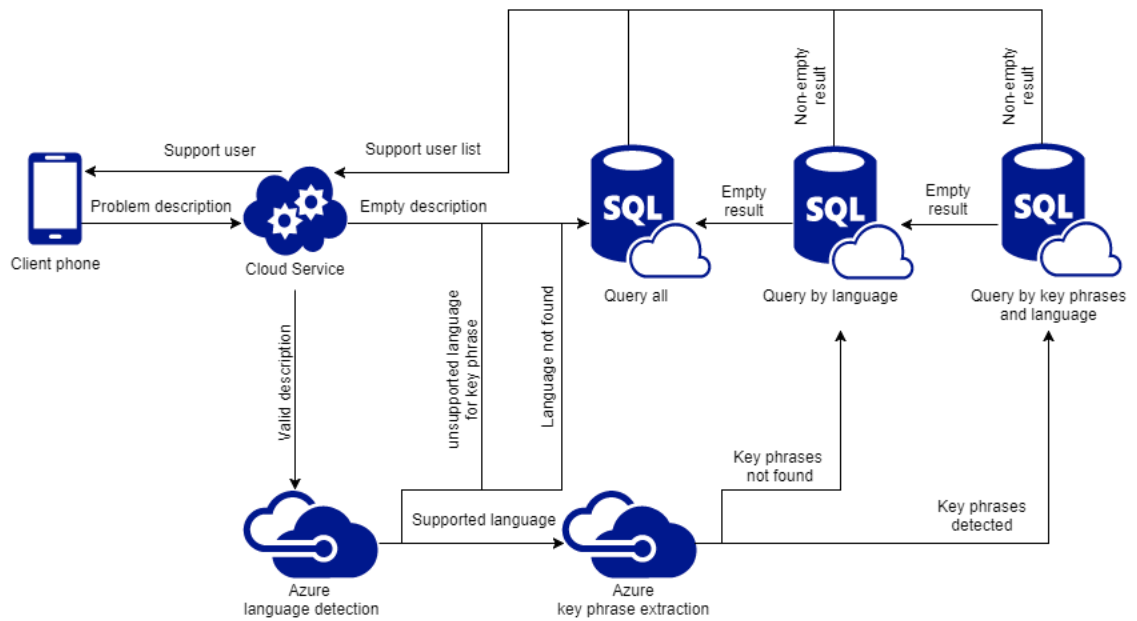 Non-empty
result
Non-empty
result
Support user
Support user list
Problem description
Empty description
SQL
Empty
result
SQL
Empty
result
SQL
Client phone
Cloud Service
Query all
Query by language
Query by key phrases
and language
Valid description
unsupported language
for key phrase
Language not found
Key phrases
not found
Supported language
Key phrases
detected
Azure
language detection
Azure
key phrase extraction